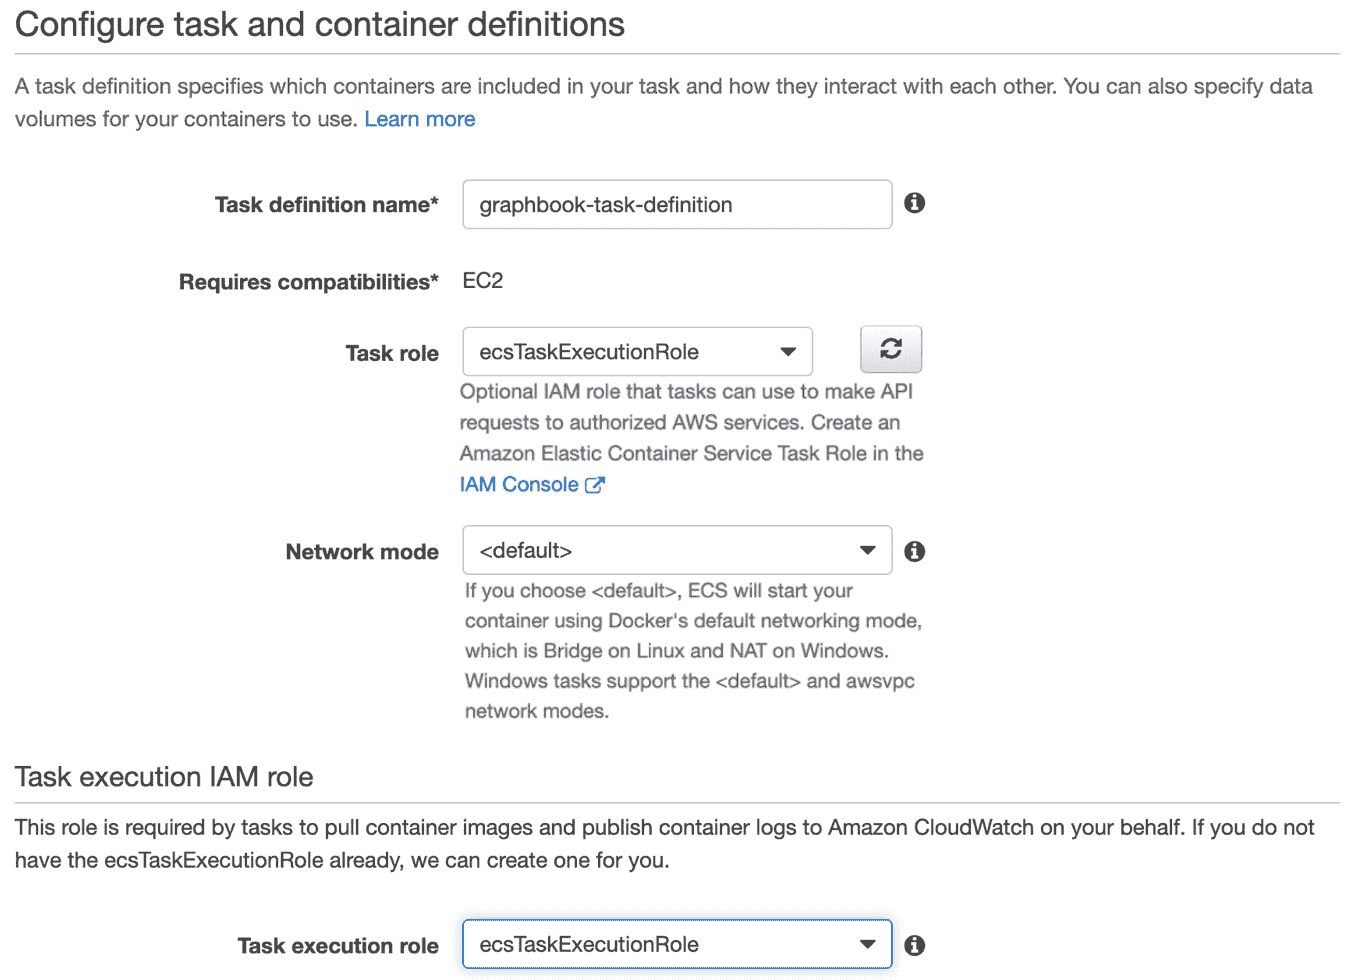 Configure task and container definitions
A task definition specifies which containers are included in your task and how they interact with each other. You can also specify data
volumes for your containers to use. Learn more
Task definition name* graphbook-task-definition
Requires compatibilities* EC2
Task role ecsTaskExecutionRole
Optional IAM role that tasks can use to make API
requests to authorized AWS services. Create an
Amazon Elastic Container Service Task Role in the
IAM Console
Network mode <default>
If you choose <default>, ECS will start your
container using Docker's default networking mode,
which is Bridge on Linux and NAT on Windows.
Windows tasks support the <default> and awsvpc
network modes.
Task execution IAM role
This role is required by tasks to pull container images and publish container logs to Amazon CloudWatch on your behalf. If you do not
have the ecsTaskExecutionRole already, we can create one for you.
Task execution role ecsTaskExecutionRole